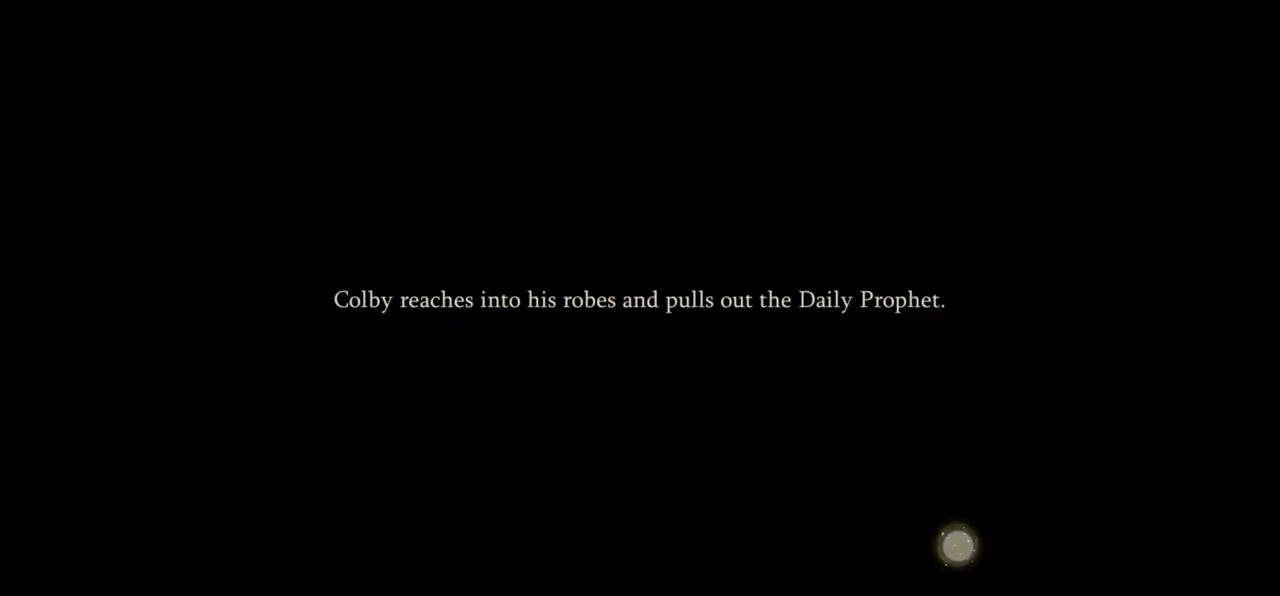 Colby reaches into his robes and pulls out the Daily Prophet.